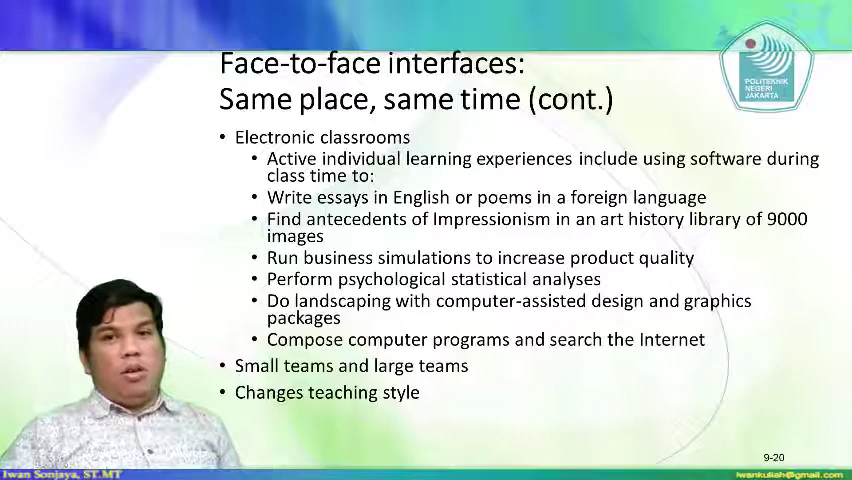 Face-to-face interfaces:
Same place, same time (cont.)
POLITEKNIK
NEGERI
JAKARTA
• Electronic classrooms
• Active individual learning experiences include using software during
class time to:
• Write essays in English or poems in a foreign language
• Find antecedents of Impressionism in an art history library of 9000
images
• Run business simulations to increase product quality
• Perform psychological statistical analyses
• Do landscaping with computer-assisted design and graphics
packages
• Compose computer programs and search the Internet
• Small teams and large teams
• Changes teaching style
9-20
Iwan Sonjaya, ST.MT
iwankuliah@gmail.com